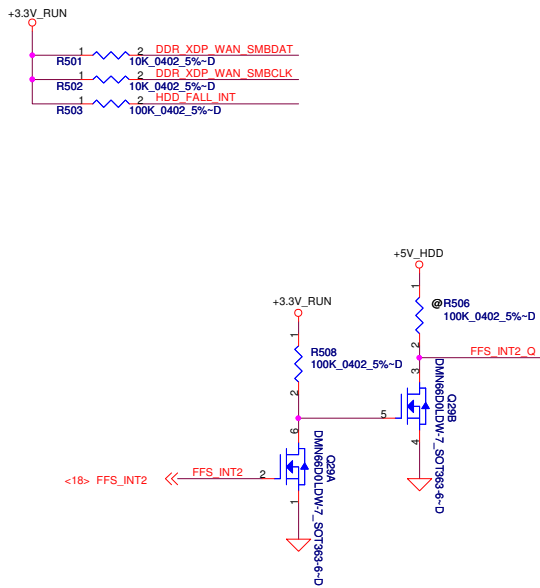 +3.3V_RUN
1 2 DDR_XDP_WAN_SMBDAT
R501 10K_0402_5%~D
1 2 DDR_XDP_WAN_SMBCLK
R502 10K_0402_5%~D
1 2 HDD_FALL_INT
R503 100K_0402_5%~D
+5V_HDD
1
@R506
100K_0402_5%~D
2
FFS_INT2_Q
+3.3V_RUN
1
R508
100K_0402_5%~D
2
3
5
4
Q29B
DMN66D0LDW-7_SOT363-6~D
6
2
1
Q29A
DMN66D0LDW-7_SOT363-6~D
<18> FFS_INT2
FFS_INT2